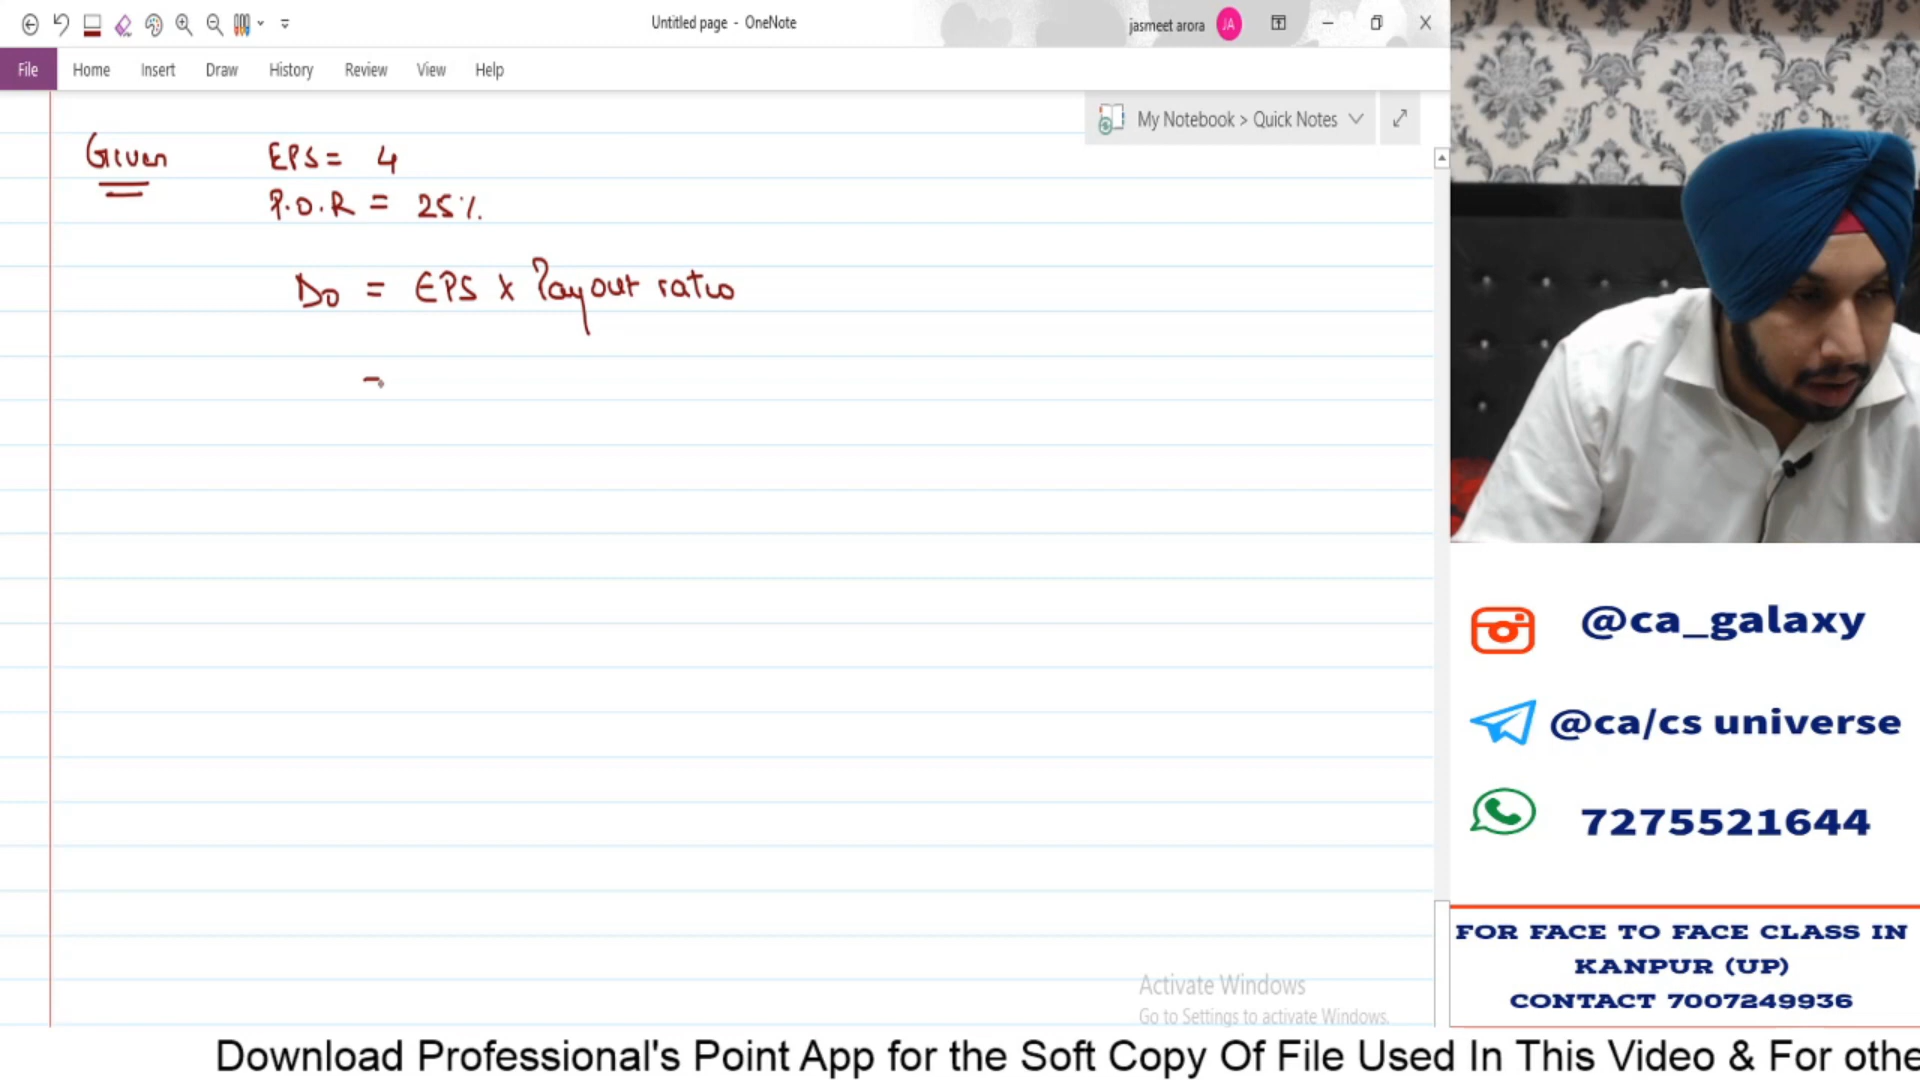 Untitled page - OneNote
jasmeet arora
JA
File Home Insert Draw History Review View Help
My Notebook > Quick Notes
Given EPS = 4
P.O.R = 25%
D0 = EPS × Payout ratio
@ca_galaxy
@ca/cs universe
7275521644
FOR FACE TO FACE CLASS IN
KANPUR (UP)
CONTACT 7007249936
Activate Windows
Go to Settings to activate Windows.
Download Professional's Point App for the Soft Copy Of File Used In This Video & For othe